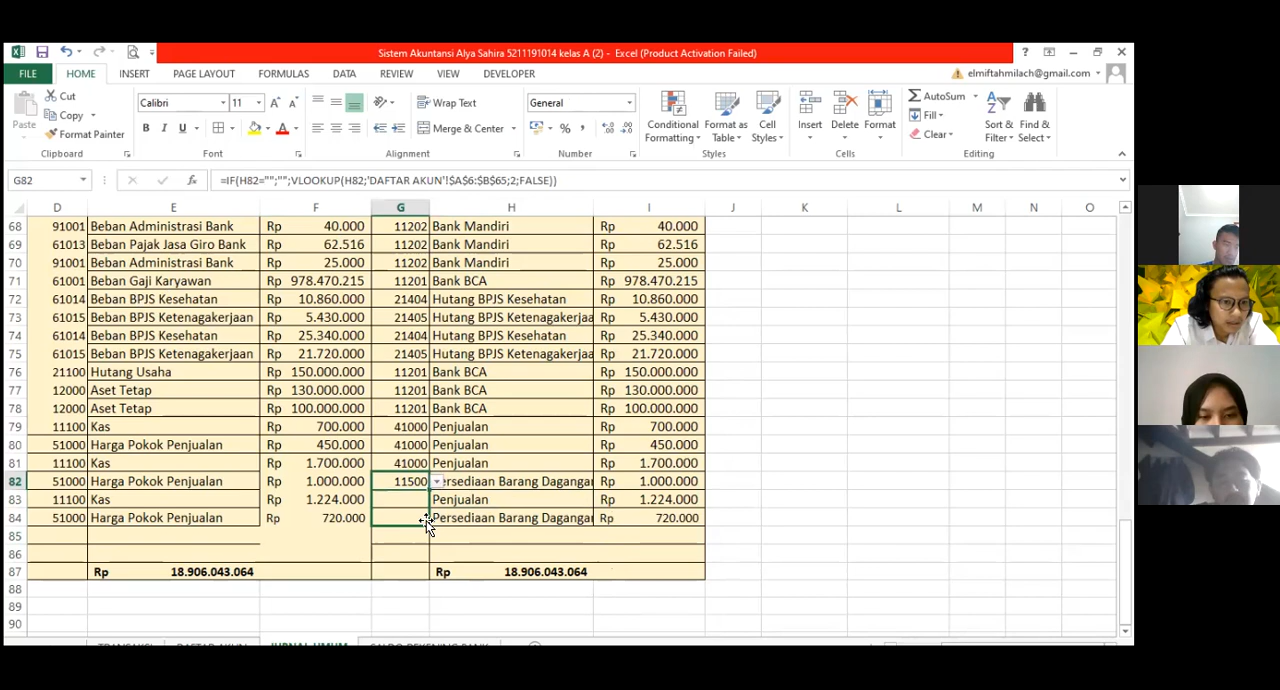 Sistem Akuntansi Alya Sahira 5211191014 kelas A (2) - Excel (Product Activation Failed)
FILE HOME INSERT PAGE LAYOUT FORMULAS DATA REVIEW VIEW DEVELOPER elmiftahmilach@gmail.com
Cut
Copy
Format Painter
Paste
Clipboard
Calibri 11
B I U
Font
Wrap Text
Merge & Center
Alignment
General
Number
Conditional Formatting
Format as Table
Cell Styles
Styles
Insert Delete Format
Cells
AutoSum
Fill
Clear
Sort & Filter
Find & Select
Editing
G82 =IF(H82="";"";VLOOKUP(H82;'DAFTAR AKUN'!$A$6:$B$65;2;FALSE))
D E F G H I J K L M N O
68 91001 Beban Administrasi Bank Rp 40.000 11202 Bank Mandiri Rp 40.000
69 61013 Beban Pajak Jasa Giro Bank Rp 62.516 11202 Bank Mandiri Rp 62.516
70 91001 Beban Administrasi Bank Rp 25.000 11202 Bank Mandiri Rp 25.000
71 61001 Beban Gaji Karyawan Rp 978.470.215 11201 Bank BCA Rp 978.470.215
72 61014 Beban BPJS Kesehatan Rp 10.860.000 21404 Hutang BPJS Kesehatan Rp 10.860.000
73 61015 Beban BPJS Ketenagakerjaan Rp 5.430.000 21405 Hutang BPJS Ketenagakerjaa Rp 5.430.000
74 61014 Beban BPJS Kesehatan Rp 25.340.000 21404 Hutang BPJS Kesehatan Rp 25.340.000
75 61015 Beban BPJS Ketenagakerjaan Rp 21.720.000 21405 Hutang BPJS Ketenagakerjaa Rp 21.720.000
76 21100 Hutang Usaha Rp 150.000.000 11201 Bank BCA Rp 150.000.000
77 12000 Aset Tetap Rp 130.000.000 11201 Bank BCA Rp 130.000.000
78 12000 Aset Tetap Rp 100.000.000 11201 Bank BCA Rp 100.000.000
79 11100 Kas Rp 700.000 41000 Penjualan Rp 700.000
80 51000 Harga Pokok Penjualan Rp 450.000 41000 Penjualan Rp 450.000
81 11100 Kas Rp 1.700.000 41000 Penjualan Rp 1.700.000
82 51000 Harga Pokok Penjualan Rp 1.000.000 11500 ersediaan Barang Dagangan Rp 1.000.000
83 11100 Kas Rp 1.224.000 Penjualan Rp 1.224.000
84 51000 Harga Pokok Penjualan Rp 720.000 Persediaan Barang Dagangan Rp 720.000
85
86
87 Rp 18.906.043.064 Rp 18.906.043.064
88
89
90
TRANSAKSI DAFTAR AKUN JURNAL UMUM SALDO REKENING BANK